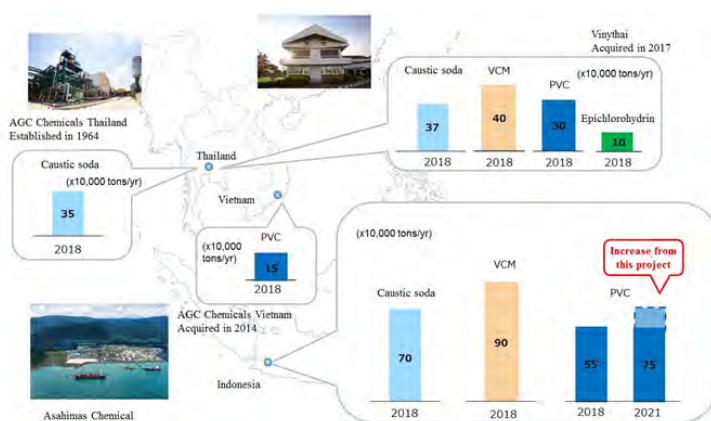 Vinythai
Acquired in 2017
(x10,000 tons/yr)
Caustic soda
VCM
PVC
Epichlorohydrin
37
40
30
10
2018
2018
2018
2018
AGC Chemicals Thailand
Established in 1964
Caustic soda
(x10,000 tons/yr)
35
2018
Thailand
Vietnam
(x10,000
tons/yr)
PVC
15
2018
AGC Chemicals Vietnam
Acquired in 2014
(x10,000 tons/yr)
Increase from
this project
Caustic soda
VCM
PVC
70
90
55
75
2018
2018
2018
2021
Indonesia
Asahimas Chemical